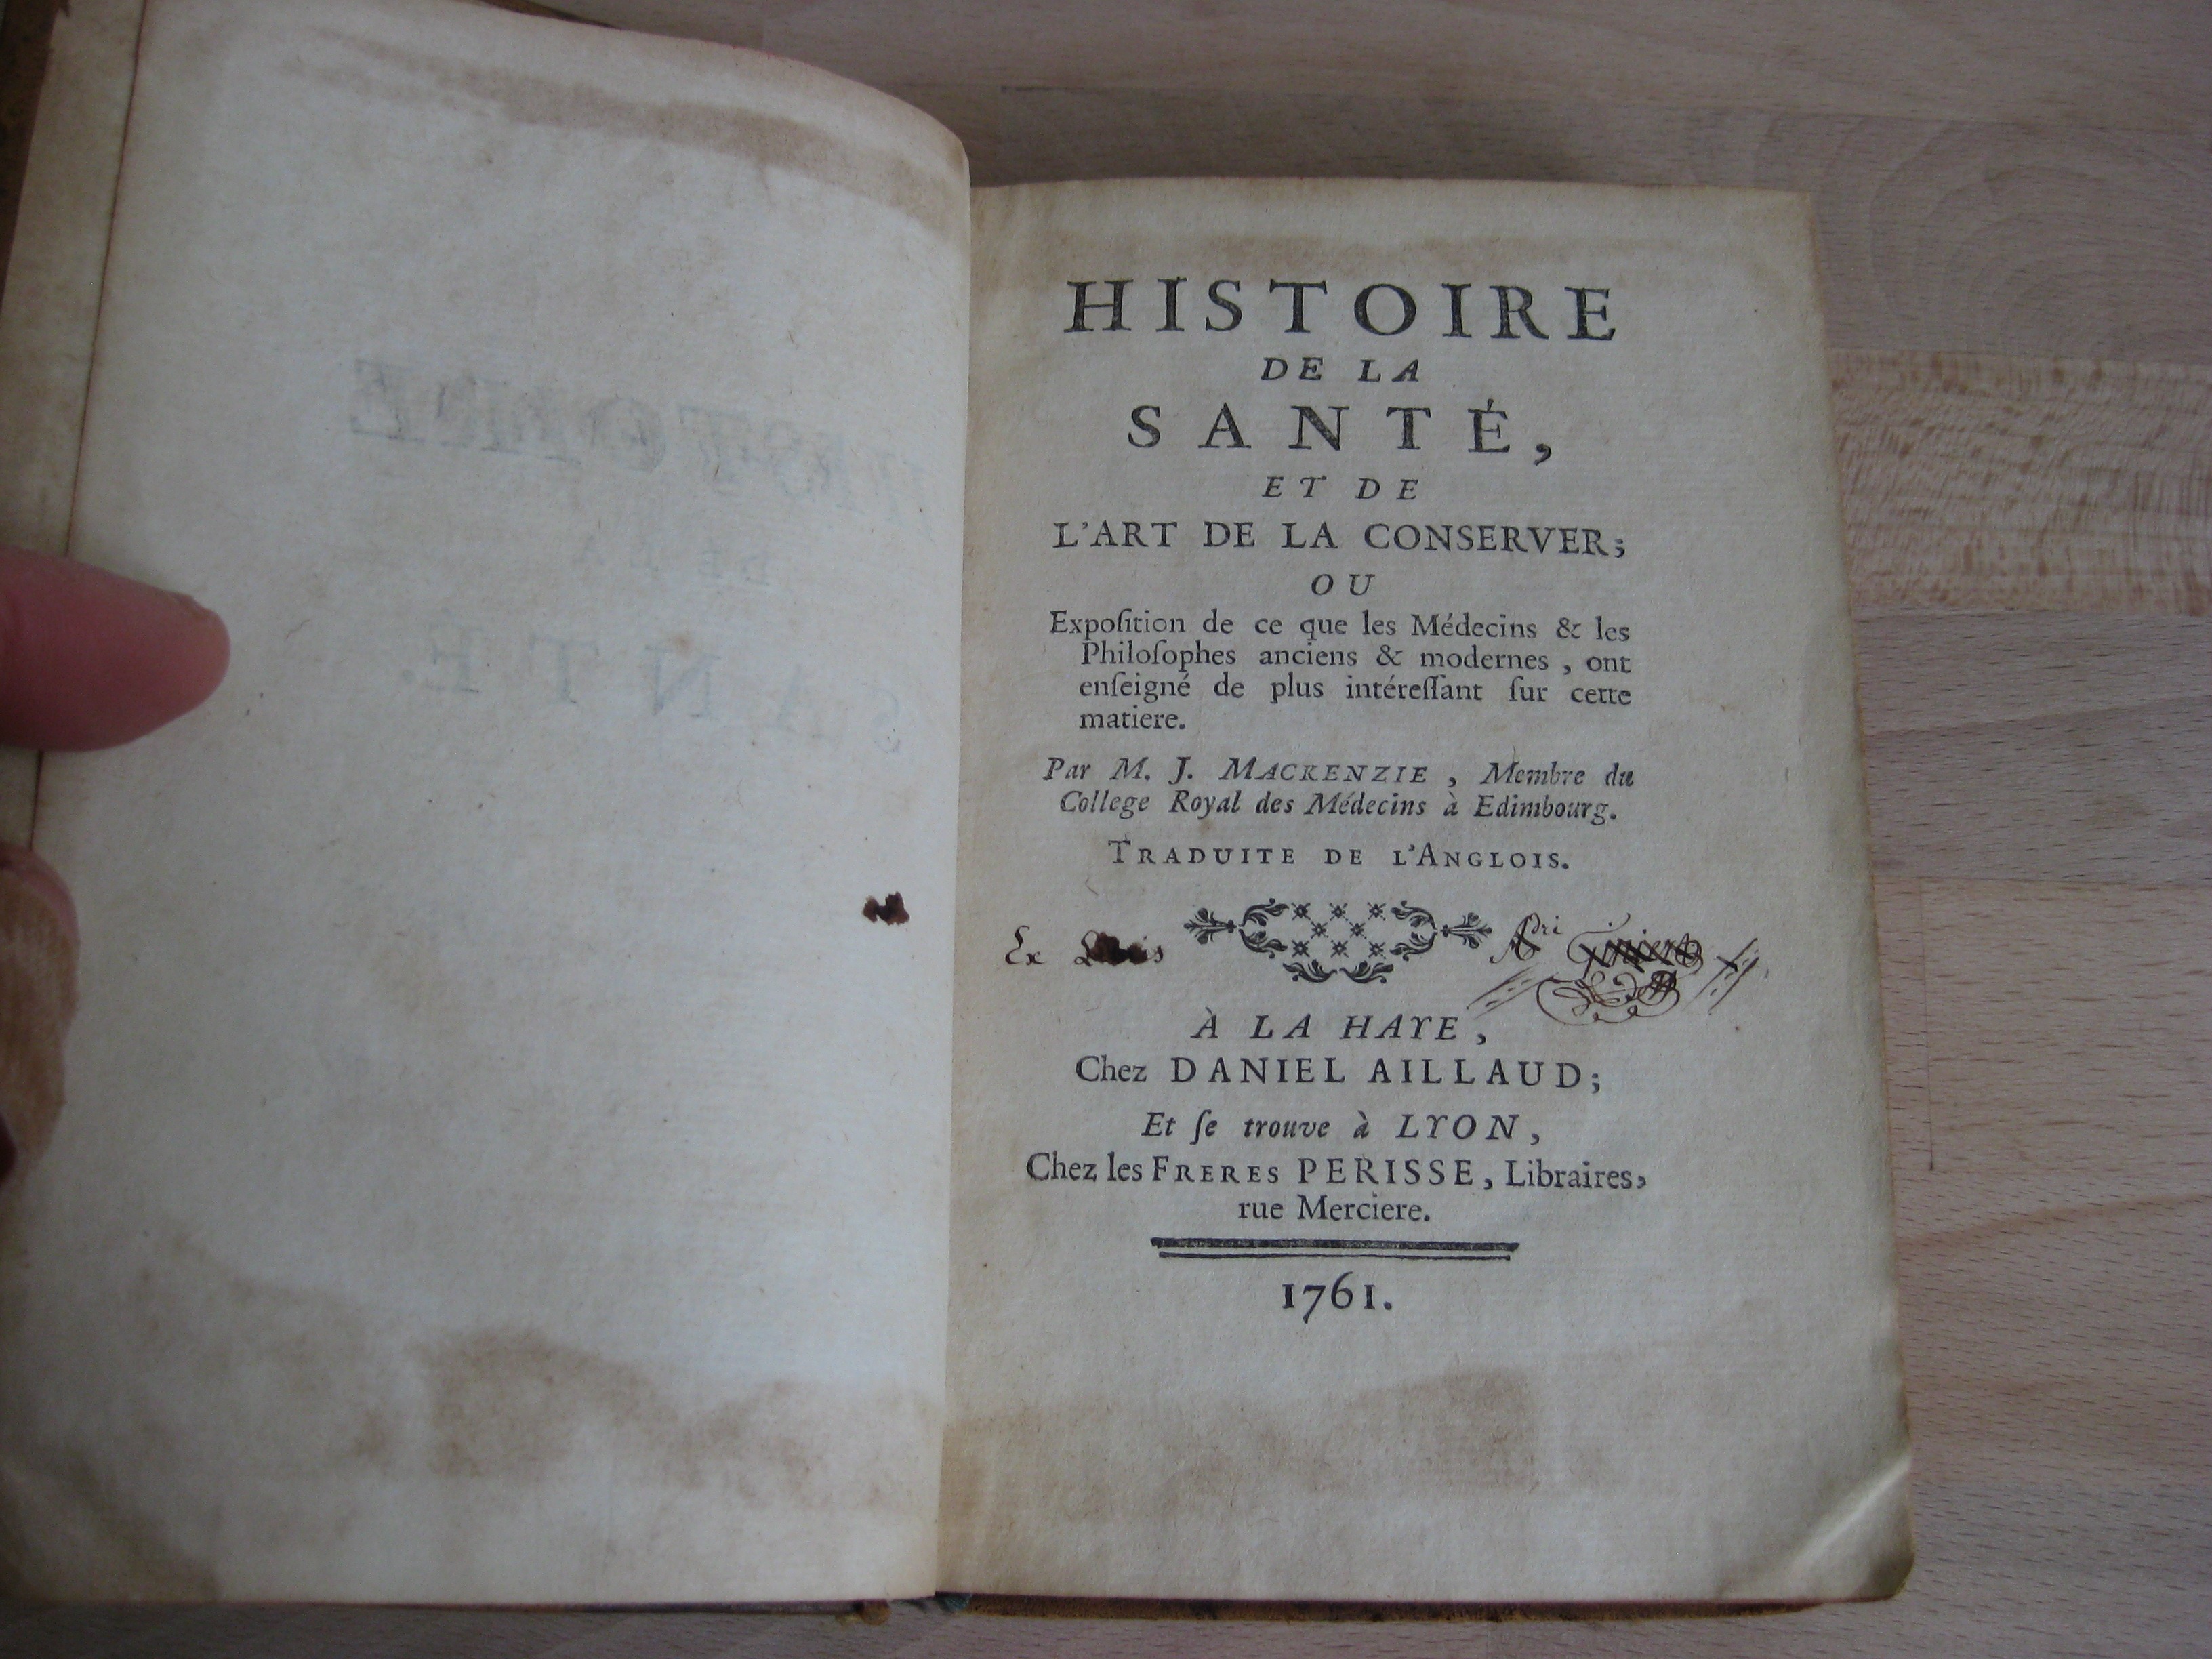 HISTOIRE
DE LA
SANTÉ,
ET DE
L'ART DE LA CONSERVER;
OU
Expoſition de ce que les Médecins & les
Philoſophes anciens & modernes, ont
enſeigné de plus intéreſſant ſur cette
matiere.
Par M. J. MACKENZIE, Membre du
College Royal des Médecins à Edimbourg.
TRADUITE DE L'ANGLOIS.
Ex
À LA HAYE,
Chez DANIEL AILLAUD;
Et ſe trouve à LYON,
Chez les FRERES PERISSE, Libraires,
rue Merciere.
1761.